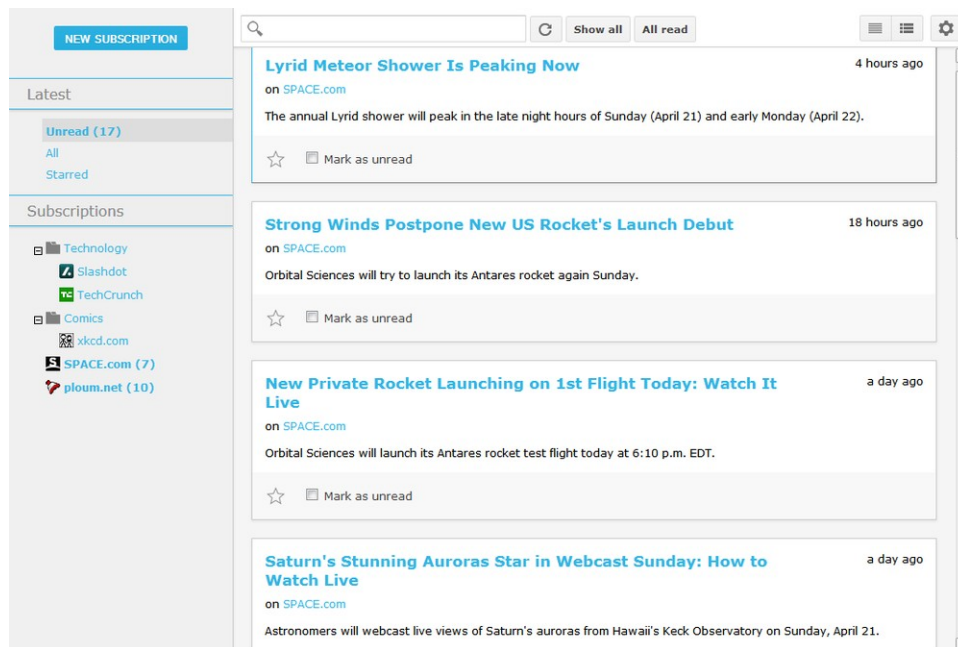 NEW SUBSCRIPTION
Latest
Unread (17)
All
Starred
Subscriptions
Technology
Slashdot
TC TechCrunch
Comics
xkcd.com
S SPACE.com (7)
ploum.net (10)
Show all All read
Lyrid Meteor Shower Is Peaking Now 4 hours ago
on SPACE.com
The annual Lyrid shower will peak in the late night hours of Sunday (April 21) and early Monday (April 22).
Mark as unread
Strong Winds Postpone New US Rocket's Launch Debut 18 hours ago
on SPACE.com
Orbital Sciences will try to launch its Antares rocket again Sunday.
Mark as unread
New Private Rocket Launching on 1st Flight Today: Watch It a day ago
Live
on SPACE.com
Orbital Sciences will launch its Antares rocket test flight today at 6:10 p.m. EDT.
Mark as unread
Saturn's Stunning Auroras Star in Webcast Sunday: How to a day ago
Watch Live
on SPACE.com
Astronomers will webcast live views of Saturn's auroras from Hawaii's Keck Observatory on Sunday, April 21.